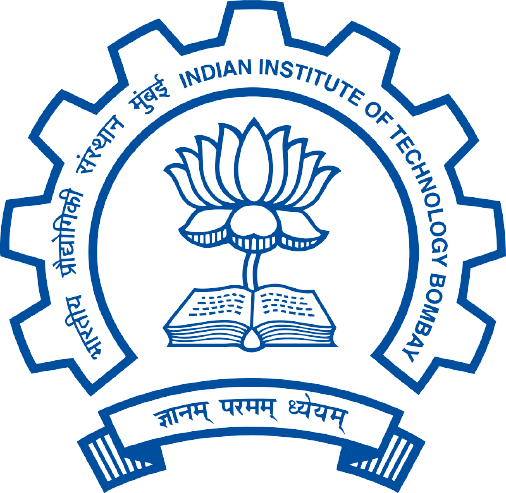 भारतीय प्रौद्योगिकी संस्थान मुंबई
INDIAN INSTITUTE OF TECHNOLOGY BOMBAY
ज्ञानम् परमम् ध्येयम्